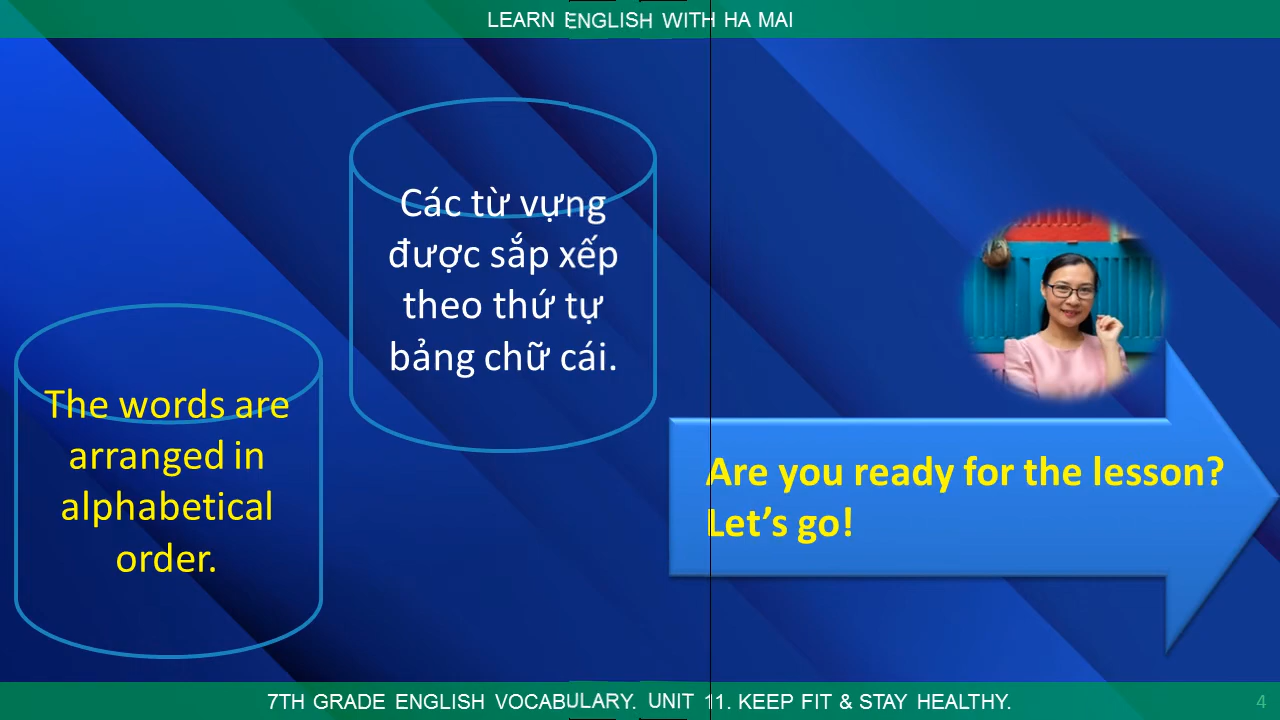 LEARN ENGLISH WITH HA MAI
Các từ vựng
được sắp xếp
theo thứ tự
bảng chữ cái.
The words are
arranged in
alphabetical
order.
Are you ready for the lesson?
Let's go!
7TH GRADE ENGLISH VOCABULARY. UNIT 11. KEEP FIT & STAY HEALTHY.
4